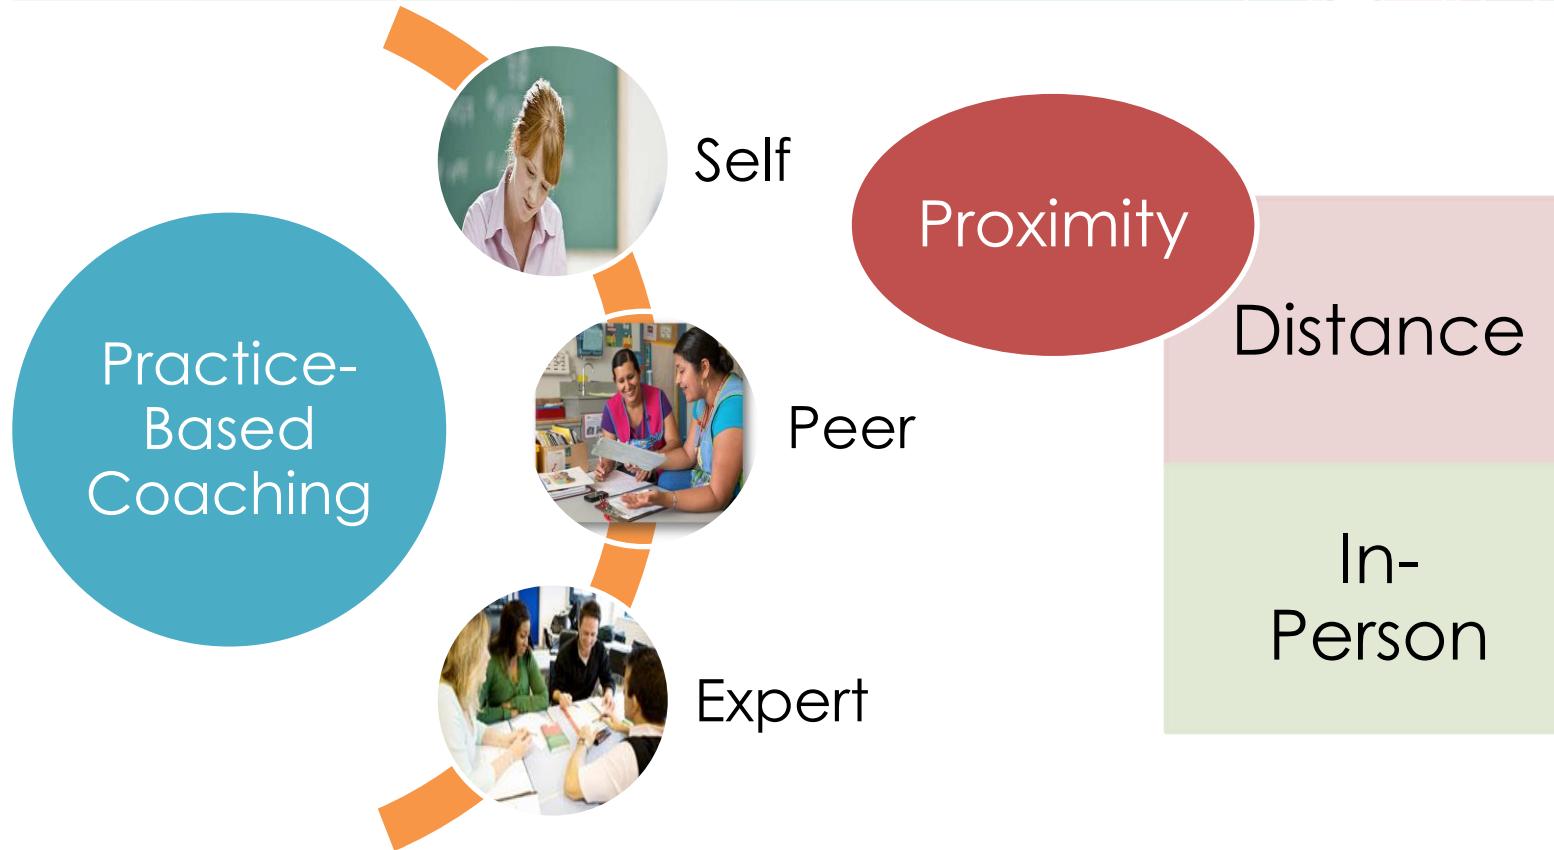 Practice-
Based
Coaching
Self
Peer
Expert
Proximity
Distance
In-
Person